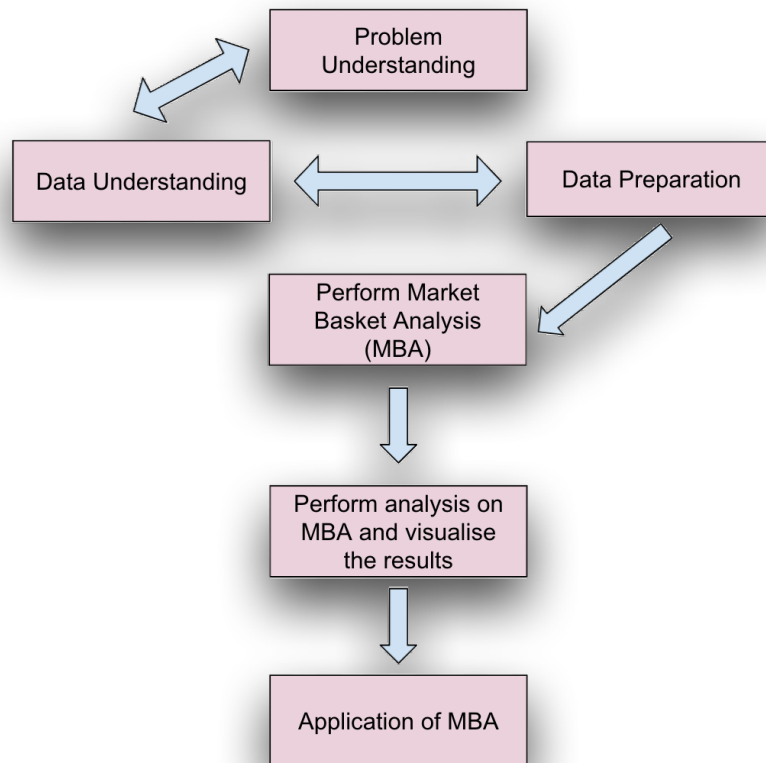 Problem
Understanding
Data Understanding
Data Preparation
Perform Market
Basket Analysis
(MBA)
Perform analysis on
MBA and visualise
the results
Application of MBA